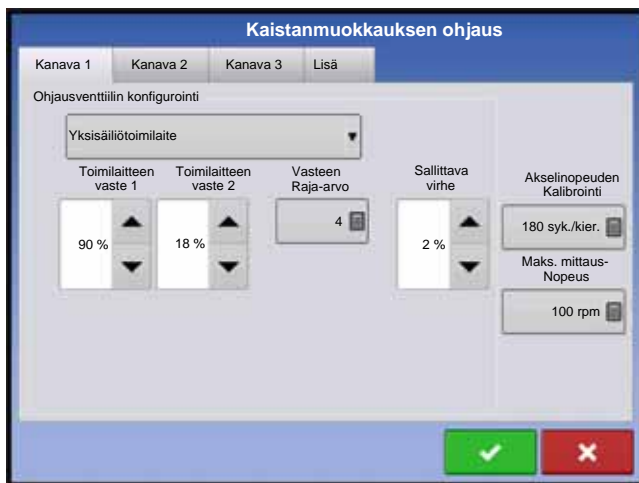 Kaistanmuokkauksen ohjaus
Kanava 1 Kanava 2 Kanava 3 Lisä
Ohjausventtiilin konfigurointi
Yksisäiliötoimilaite
Toimilaitteen
vaste 1
90 %
Toimilaitteen
vaste 2
18 %
Vasteen
Raja-arvo
4
Sallittava
virhe
2 %
Akselinopeuden
Kalibrointi
180 syk./kier.
Maks. mittaus-
Nopeus
100 rpm